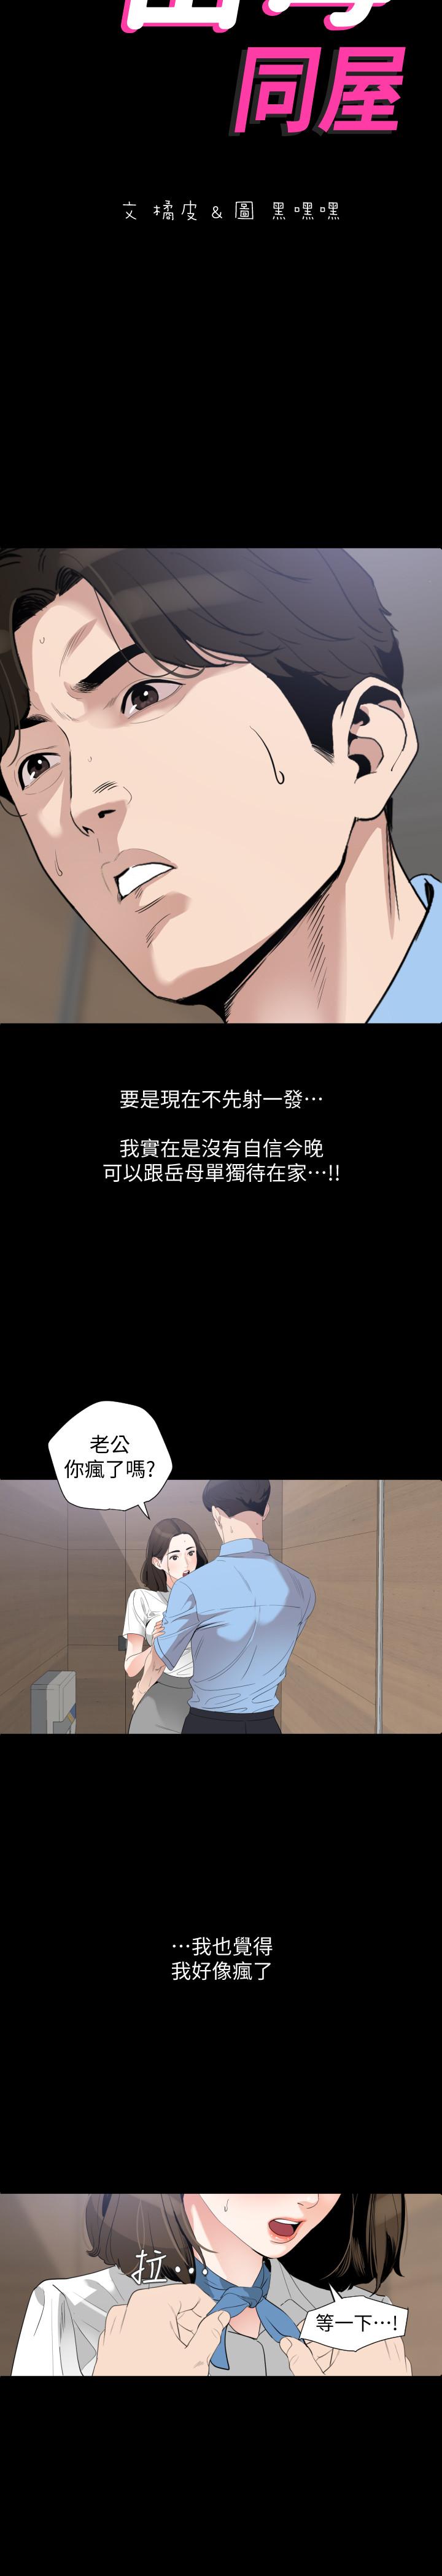 同屋
文 橘皮 & 圖 黑嘿嘿
要是現在不先射一發…
我實在是沒有自信今晚
可以跟岳母單獨待在家…!!
老公
你瘋了嗎?
…我也覺得
我好像瘋了
拉…
等一下…!